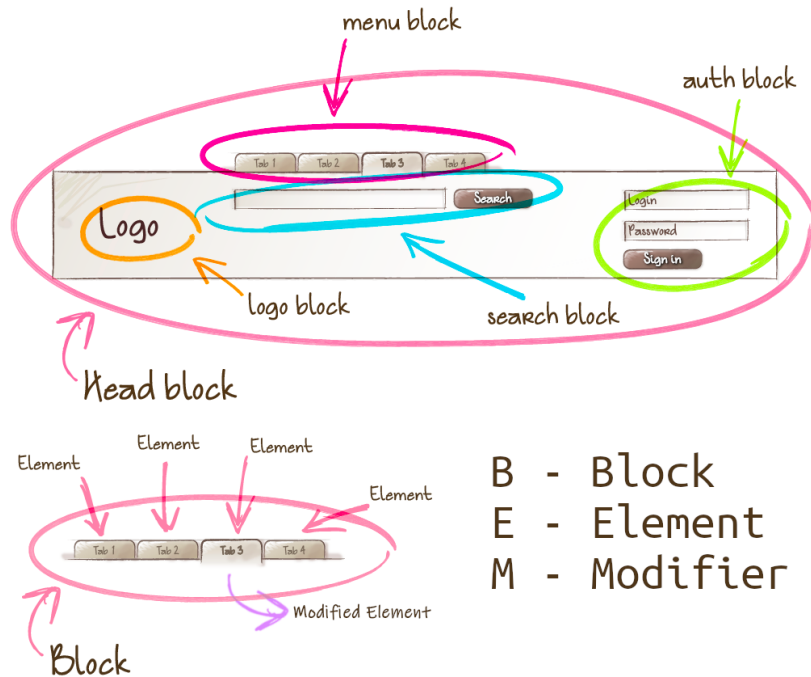 menu block
auth block
Tab 1 Tab 2 Tab 3 Tab 4
Search
Login
Logo
Password
Sign in
logo block
search block
Head block
Element
Element
Element
Element
Tab 1 Tab 2 Tab 3 Tab 4
Modified Element
Block
B - Block
E - Element
M - Modifier